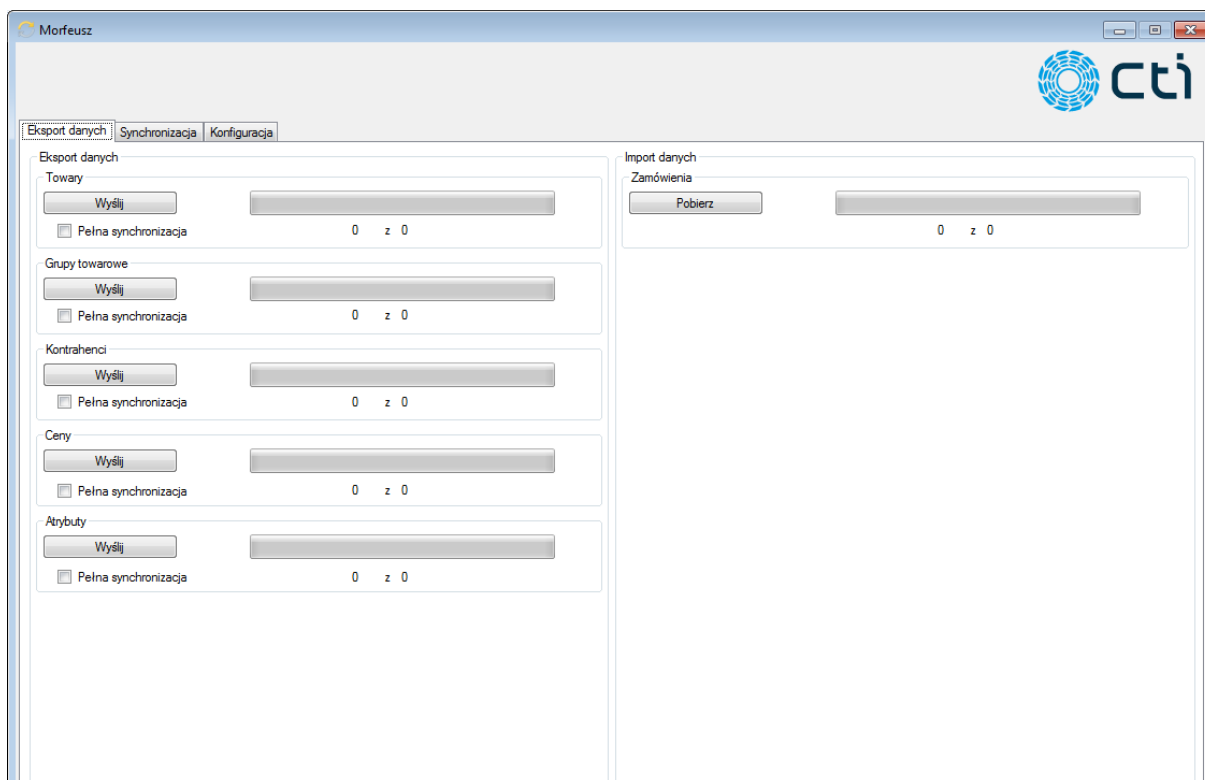 Morfeusz
cti
Eksport danych Synchronizacja Konfiguracja
Eksport danych
Towary
Wyślij
Pełna synchronizacja 0 z 0
Grupy towarowe
Wyślij
Pełna synchronizacja 0 z 0
Kontrahenci
Wyślij
Pełna synchronizacja 0 z 0
Ceny
Wyślij
Pełna synchronizacja 0 z 0
Atrybuty
Wyślij
Pełna synchronizacja 0 z 0
Import danych
Zamówienia
Pobierz
0 z 0